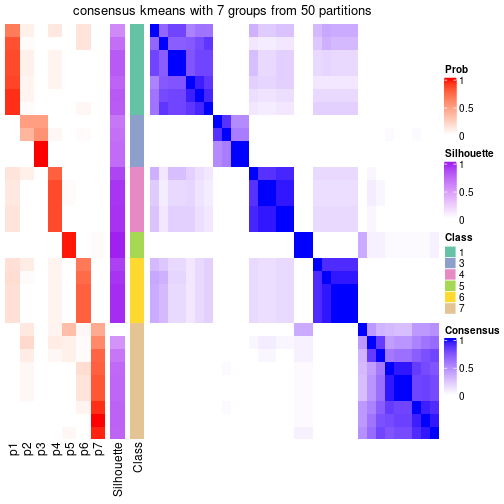 consensus kmeans with 7 groups from 50 partitions
Prob
1
0.5
0
Silhouette
1
0.5
0
Class
1
3
4
5
6
7
Consensus
1
0.5
0
p1
p2
p3
p4
p5
p6
p7
Silhouette
Class